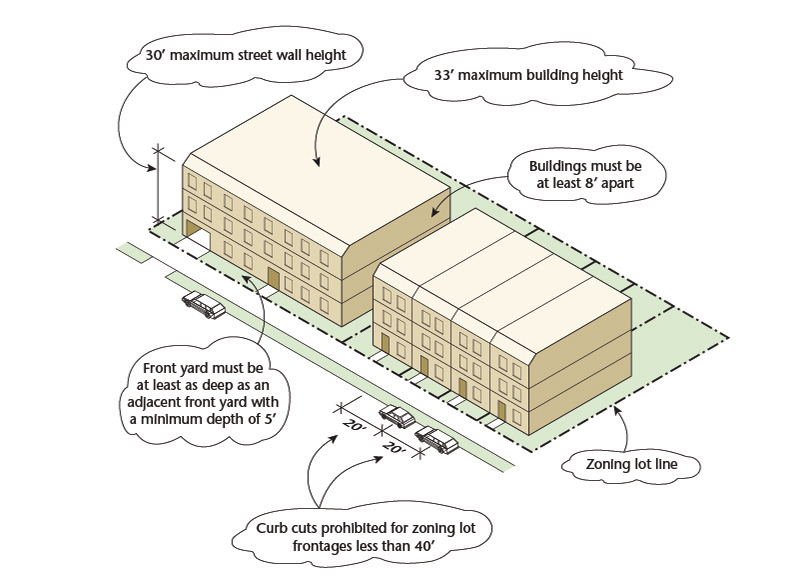 30’ maximum street wall height
33’ maximum building height
Buildings must be
at least 8’ apart
Front yard must be
at least as deep as an
adjacent front yard with
a minimum depth of 5’
20’
20’
Zoning lot line
Curb cuts prohibited for zoning lot
frontages less than 40’